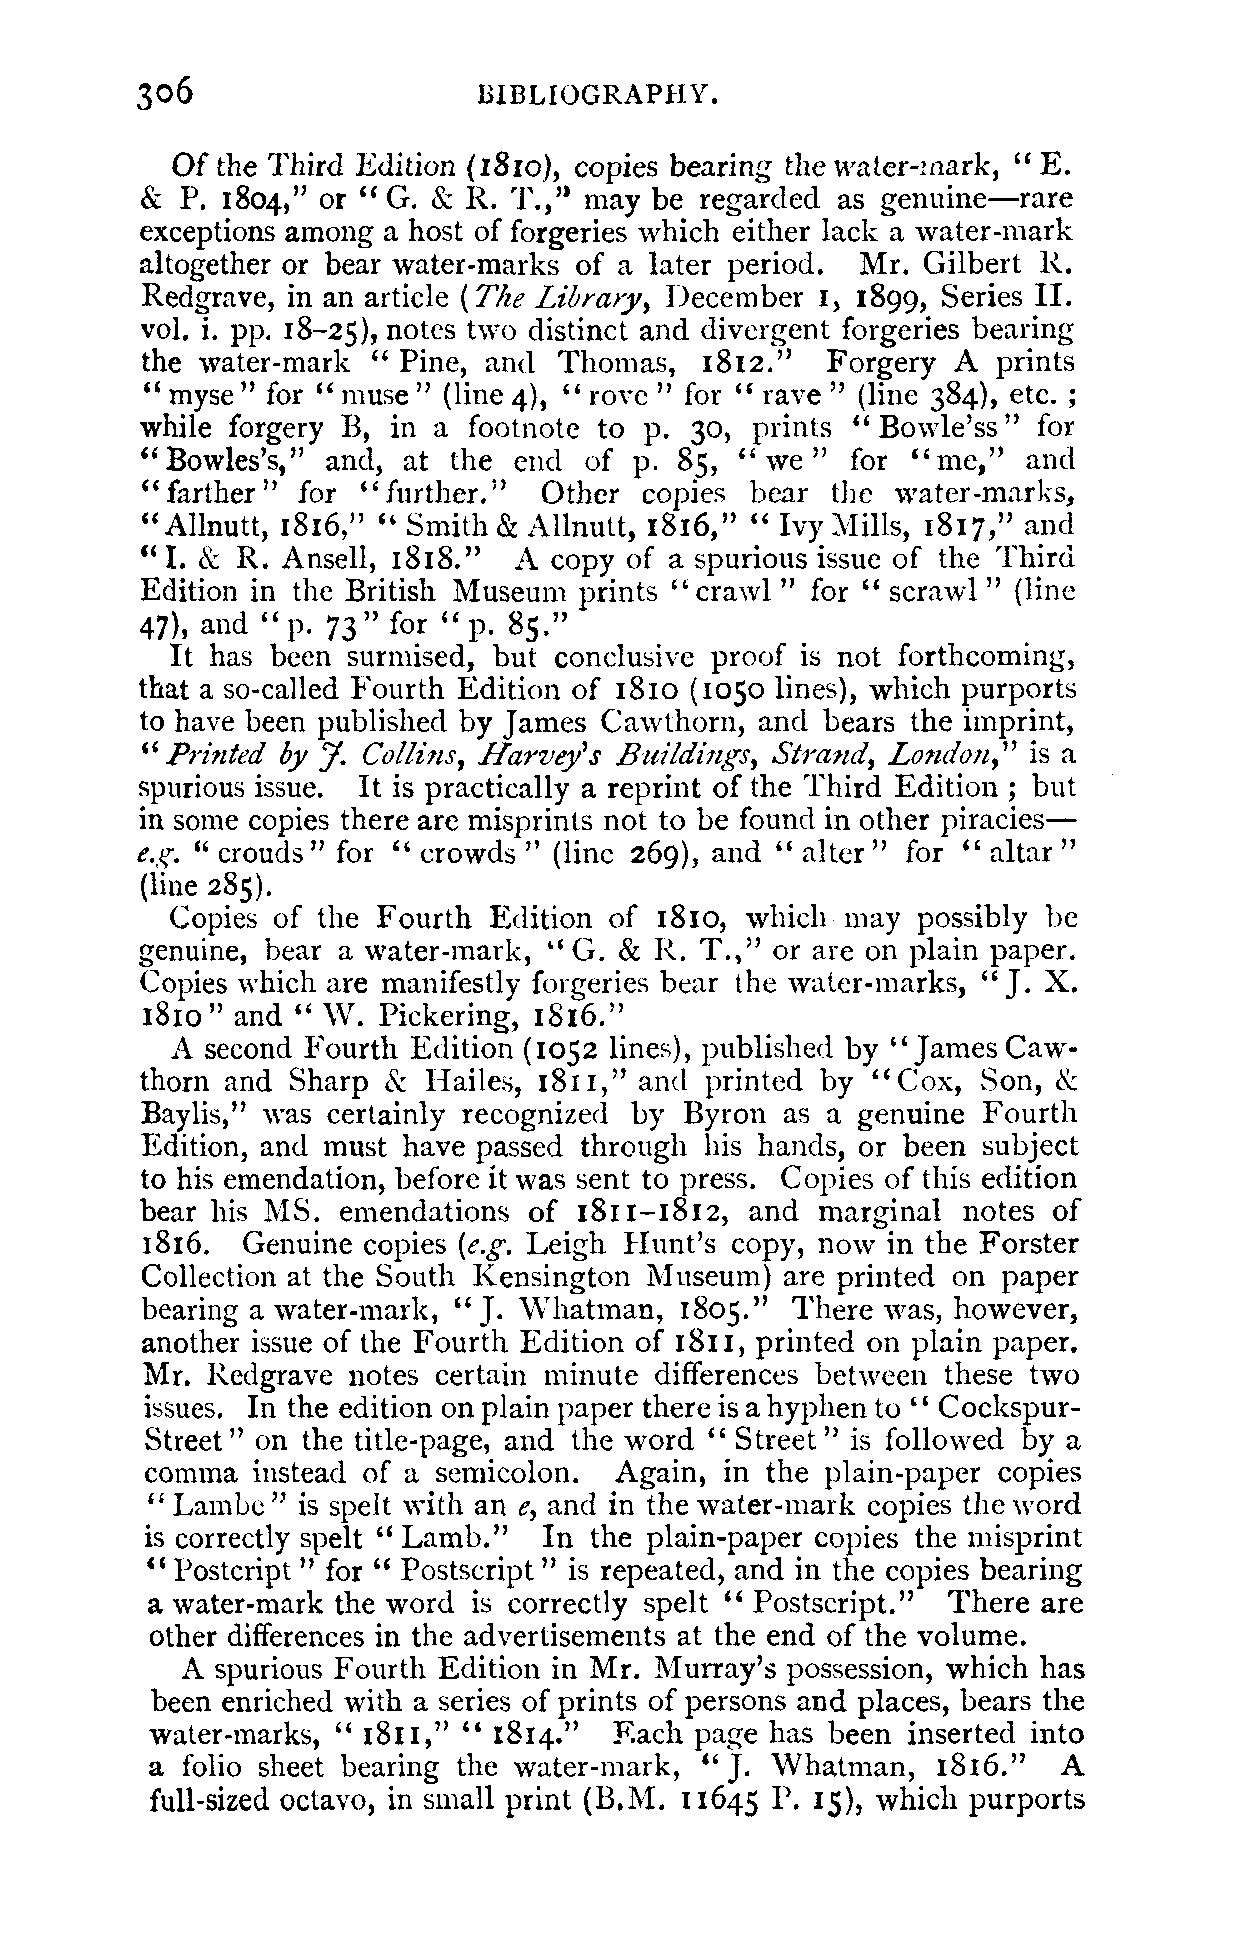 306 BIBLIOGRAPHY.
Of the Third Edition (1810), copies bearing the water-mark, “ E.
& P. 1804,” or “ G. & R. T.,” may be regarded as genuine—rare
exceptions among a host of forgeries which either lack a water-mark
altogether or bear water-marks of a later period. Mr. Gilbert R.
Redgrave, in an article (The Library, December 1, 1899, Series II.
vol. i. pp. 18–25), notes two distinct and divergent forgeries bearing
the water-mark “ Pine, and Thomas, 1812.” Forgery A prints
“ myse ” for “ muse ” (line 4), “ rove ” for “ rave ” (line 384), etc. ;
while forgery B, in a footnote to p. 30, prints “ Bowle'ss ” for
“ Bowles's,” and, at the end of p. 85, “ we ” for “ me,” and
“ farther ” for “ further.” Other copies bear the water-marks,
“ Allnutt, 1816,” “ Smith & Allnutt, 1816,” “ Ivy Mills, 1817,” and
“ I. & R. Ansell, 1818.” A copy of a spurious issue of the Third
Edition in the British Museum prints “ crawl ” for “ scrawl ” (line
47), and “ p. 73 ” for “ p. 85.”
It has been surmised, but conclusive proof is not forthcoming,
that a so-called Fourth Edition of 1810 (1050 lines), which purports
to have been published by James Cawthorn, and bears the imprint,
“ Printed by J. Collins, Harvey's Buildings, Strand, London,” is a
spurious issue. It is practically a reprint of the Third Edition ; but
in some copies there are misprints not to be found in other piracies—
e.g. “ crouds ” for “ crowds ” (line 269), and “ alter ” for “ altar ”
(line 285).
Copies of the Fourth Edition of 1810, which may possibly be
genuine, bear a water-mark, “ G. & R. T.,” or are on plain paper.
Copies which are manifestly forgeries bear the water-marks, “ J. X.
1810 ” and “ W. Pickering, 1816.”
A second Fourth Edition (1052 lines), published by “ James Caw-
thorn and Sharp & Hailes, 1811,” and printed by “ Cox, Son, &
Baylis,” was certainly recognized by Byron as a genuine Fourth
Edition, and must have passed through his hands, or been subject
to his emendation, before it was sent to press. Copies of this edition
bear his MS. emendations of 1811–1812, and marginal notes of
1816. Genuine copies (e.g. Leigh Hunt's copy, now in the Forster
Collection at the South Kensington Museum) are printed on paper
bearing a water-mark, “ J. Whatman, 1805.” There was, however,
another issue of the Fourth Edition of 1811, printed on plain paper.
Mr. Redgrave notes certain minute differences between these two
issues. In the edition on plain paper there is a hyphen to “ Cockspur-
Street ” on the title-page, and the word “ Street ” is followed by a
comma instead of a semicolon. Again, in the plain-paper copies
“ Lambe ” is spelt with an e, and in the water-mark copies the word
is correctly spelt “ Lamb.” In the plain-paper copies the misprint
“ Postcript ” for “ Postscript ” is repeated, and in the copies bearing
a water-mark the word is correctly spelt “ Postscript.” There are
other differences in the advertisements at the end of the volume.
A spurious Fourth Edition in Mr. Murray's possession, which has
been enriched with a series of prints of persons and places, bears the
water-marks, “ 1811,” “ 1814.” Each page has been inserted into
a folio sheet bearing the water-mark, “ J. Whatman, 1816.” A
full-sized octavo, in small print (B.M. 11645 P. 15), which purports